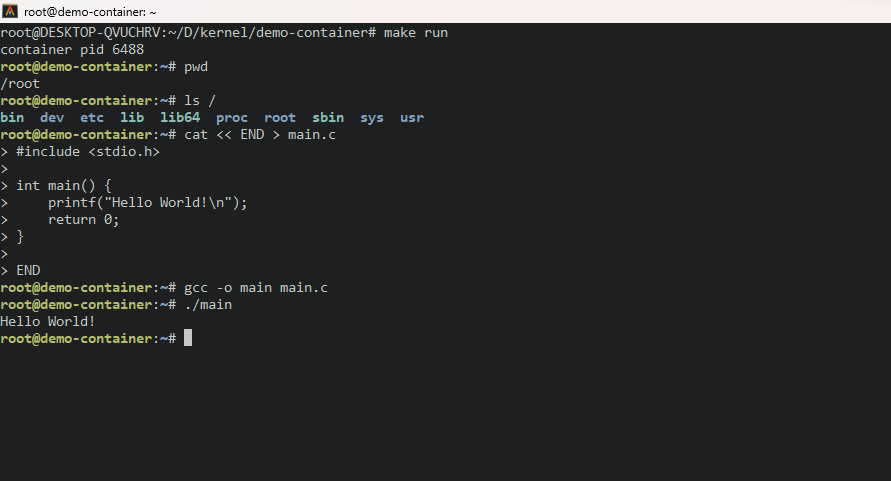 root@demo-container: ~
root@DESKTOP-QVUCHRV:~/D/kernel/demo-container# make run
container pid 6488
root@demo-container:~# pwd
/root
root@demo-container:~# ls /
bin  dev  etc  lib  lib64  proc  root  sbin  sys  usr
root@demo-container:~# cat << END > main.c
> #include <stdio.h>
>
> int main() {
>     printf("Hello World!\n");
>     return 0;
> }
>
> END
root@demo-container:~# gcc -o main main.c
root@demo-container:~# ./main
Hello World!
root@demo-container:~#